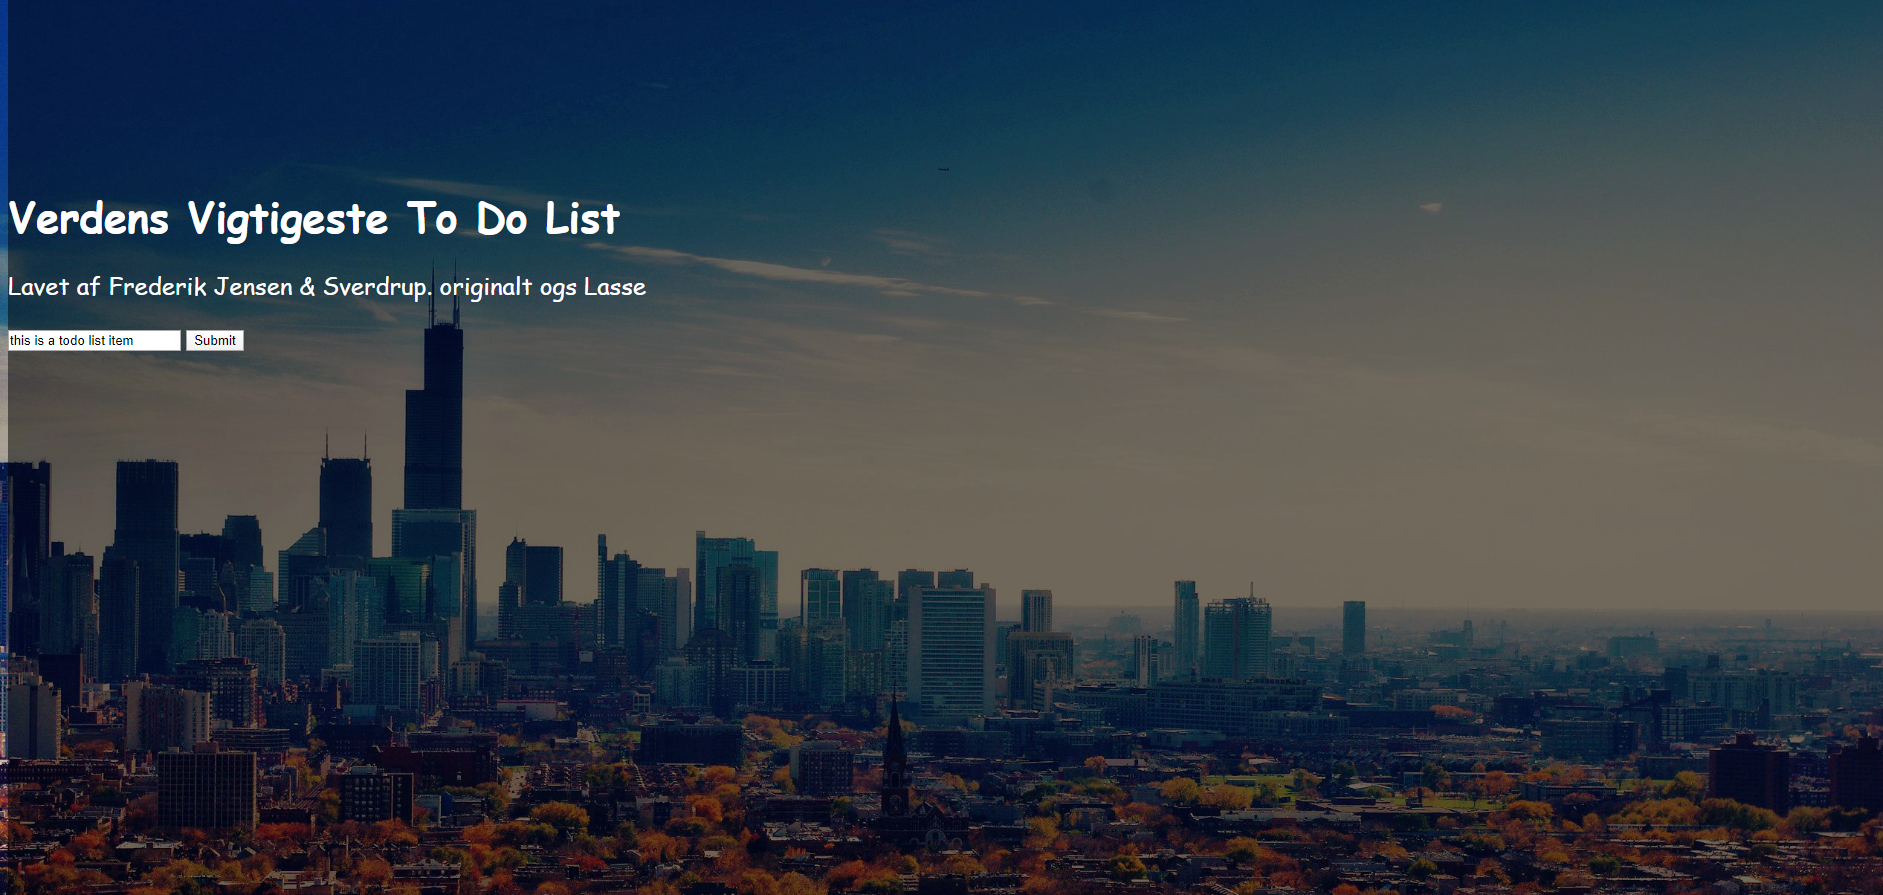 Verdens Vigtigeste To Do List
Lavet af Frederik Jensen & Sverdrup. originalt ogs Lasse
this is a todo list item Submit